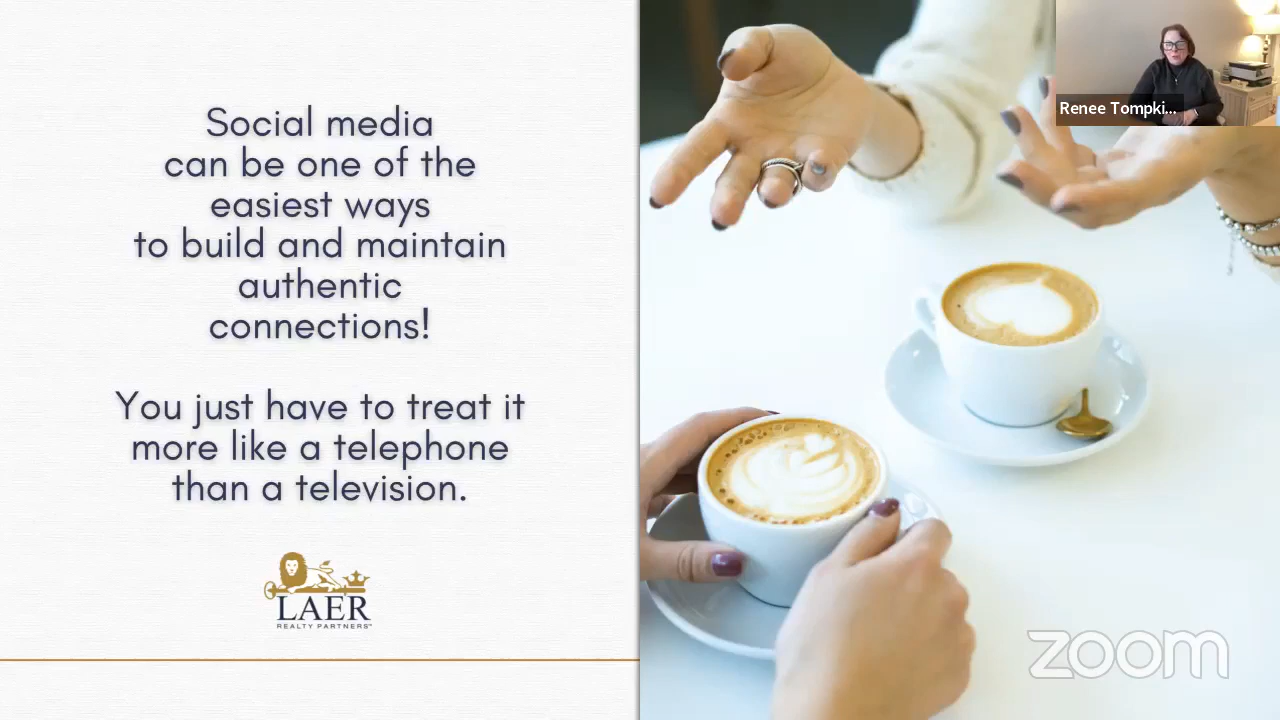 Social media
can be one of the
easiest ways
to build and maintain
authentic
connections!
You just have to treat it
more like a telephone
than a television.
LAER
REALTY PARTNERS™
Renee Tompki...
zoom